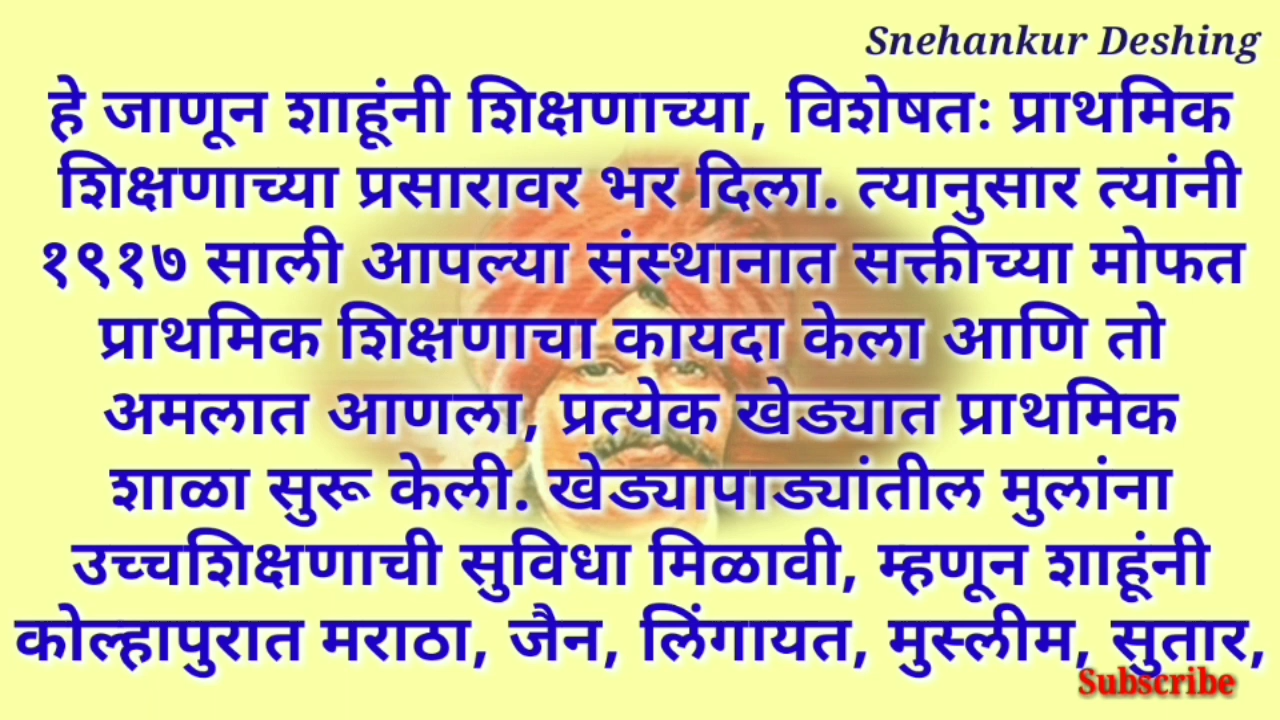 Snehankur Deshing
हे जाणून शाहूंनी शिक्षणाच्या, विशेषतः प्राथमिक
शिक्षणाच्या प्रसारावर भर दिला. त्यानुसार त्यांनी
१९१७ साली आपल्या संस्थानात सक्तीच्या मोफत
प्राथमिक शिक्षणाचा कायदा केला आणि तो
अमलात आणला, प्रत्येक खेड्यात प्राथमिक
शाळा सुरू केली. खेड्यापाड्यांतील मुलांना
उच्चशिक्षणाची सुविधा मिळावी, म्हणून शाहूंनी
कोल्हापुरात मराठा, जैन, लिंगायत, मुस्लीम, सुतार,
Subscribe